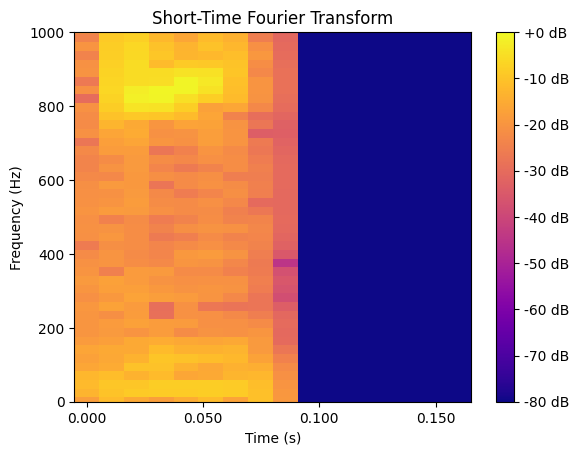 Short-Time Fourier Transform
1000
800
600
400
200
0
Frequency (Hz)
0.000
0.050
0.100
0.150
Time (s)
+0 dB
-10 dB
-20 dB
-30 dB
-40 dB
-50 dB
-60 dB
-70 dB
-80 dB